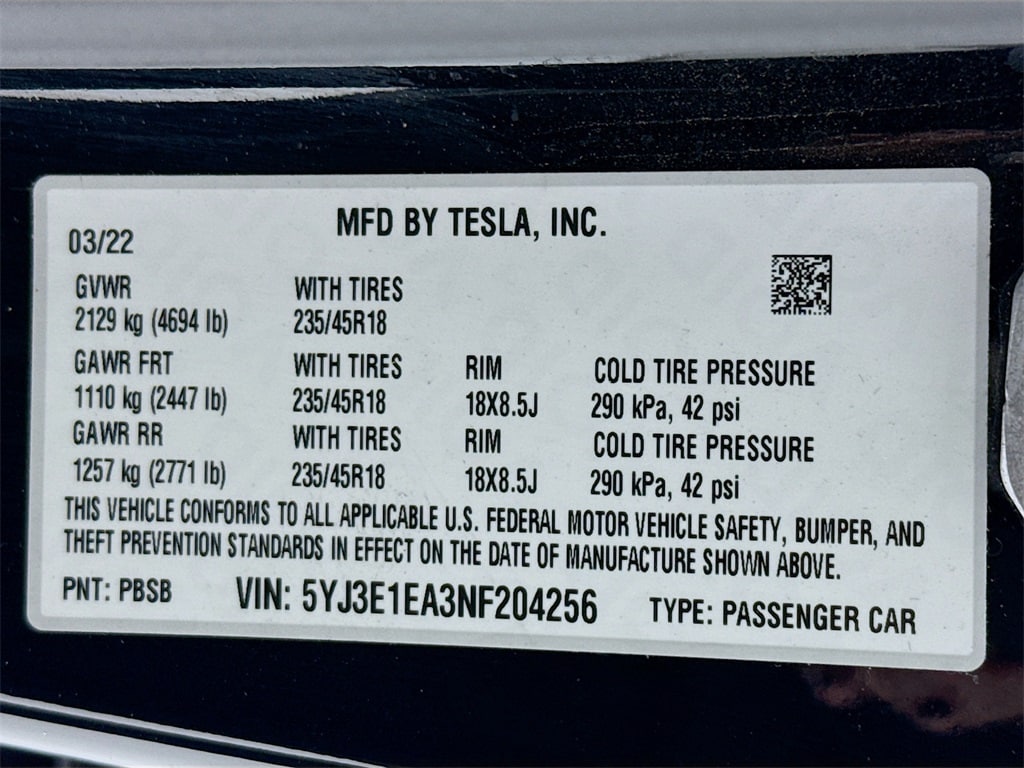 MFD BY TESLA, INC.
03/22
GVWR WITH TIRES
2129 kg (4694 lb) 235/45R18
GAWR FRT WITH TIRES RIM COLD TIRE PRESSURE
1110 kg (2447 lb) 235/45R18 18X8.5J 290 kPa, 42 psi
GAWR RR WITH TIRES RIM COLD TIRE PRESSURE
1257 kg (2771 lb) 235/45R18 18X8.5J 290 kPa, 42 psi
THIS VEHICLE CONFORMS TO ALL APPLICABLE U.S. FEDERAL MOTOR VEHICLE SAFETY, BUMPER, AND
THEFT PREVENTION STANDARDS IN EFFECT ON THE DATE OF MANUFACTURE SHOWN ABOVE.
PNT: PBSB VIN: 5YJ3E1EA3NF204256 TYPE: PASSENGER CAR